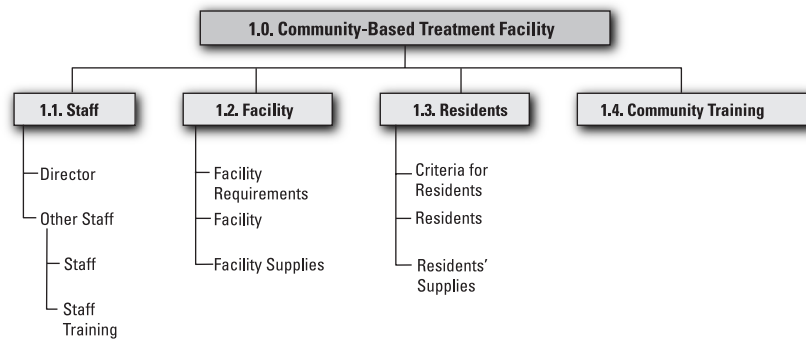 1.0. Community-Based Treatment Facility
1.1. Staff
1.2. Facility
1.3. Residents
1.4. Community Training
Director
Other Staff
Staff
Staff
Training
Facility
Requirements
Facility
Facility Supplies
Criteria for
Residents
Residents
Residents'
Supplies